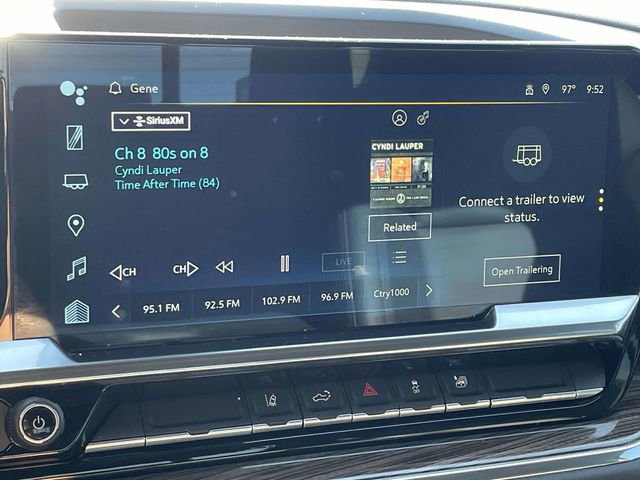 Gene
97° 9:52
SiriusXM
Ch 8 80s on 8
Cyndi Lauper
Time After Time (84)
CYNDI LAUPER
Related
Connect a trailer to view
status.
Open Trailering
CH CH LIVE
95.1 FM 92.5 FM 102.9 FM 96.9 FM Ctry1000